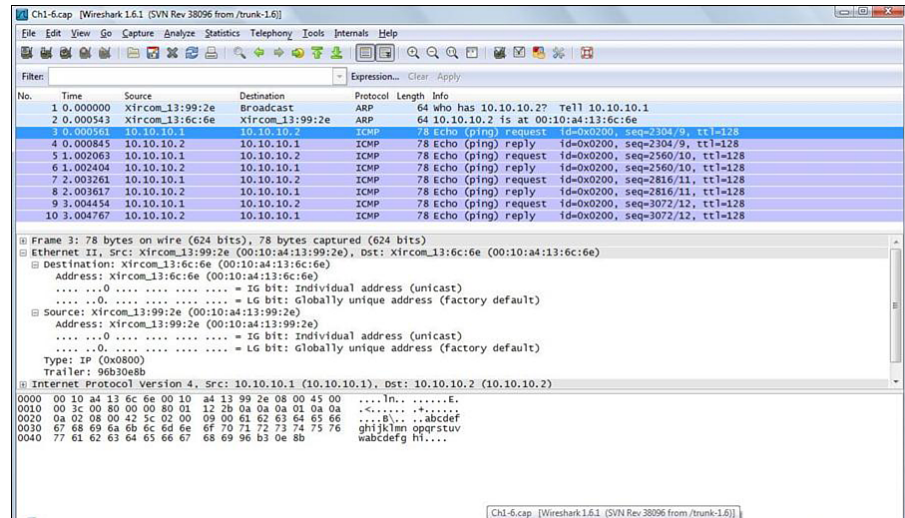 Ch1-6.cap [Wireshark 1.6.1 (SVN Rev 38096 from /trunk-1.6)]
File Edit View Go Capture Analyze Statistics Telephony Tools Internals Help
Filter: Expression... Clear Apply
No. Time Source Destination Protocol Length Info
1 0.000000 Xircom_13:99:2e Broadcast ARP 64 Who has 10.10.10.2? Tell 10.10.10.1
2 0.000543 Xircom_13:6c:6e Xircom_13:99:2e ARP 64 10.10.10.2 is at 00:10:a4:13:6c:6e
3 0.000561 10.10.10.1 10.10.10.2 ICMP 78 Echo (ping) request id=0x0200, seq=2304/9, ttl=128
4 0.000845 10.10.10.2 10.10.10.1 ICMP 78 Echo (ping) reply id=0x0200, seq=2304/9, ttl=128
5 1.002063 10.10.10.1 10.10.10.2 ICMP 78 Echo (ping) request id=0x0200, seq=2560/10, ttl=128
6 1.002404 10.10.10.2 10.10.10.1 ICMP 78 Echo (ping) reply id=0x0200, seq=2560/10, ttl=128
7 2.003261 10.10.10.1 10.10.10.2 ICMP 78 Echo (ping) request id=0x0200, seq=2816/11, ttl=128
8 2.003617 10.10.10.2 10.10.10.1 ICMP 78 Echo (ping) reply id=0x0200, seq=2816/11, ttl=128
9 3.004454 10.10.10.1 10.10.10.2 ICMP 78 Echo (ping) request id=0x0200, seq=3072/12, ttl=128
10 3.004767 10.10.10.2 10.10.10.1 ICMP 78 Echo (ping) reply id=0x0200, seq=3072/12, ttl=128
Frame 3: 78 bytes on wire (624 bits), 78 bytes captured (624 bits)
Ethernet II, Src: Xircom_13:99:2e (00:10:a4:13:99:2e), Dst: Xircom_13:6c:6e (00:10:a4:13:6c:6e)
Destination: Xircom_13:6c:6e (00:10:a4:13:6c:6e)
Address: Xircom_13:6c:6e (00:10:a4:13:6c:6e)
.... ...0 .... .... .... .... = IG bit: Individual address (unicast)
.... ..0. .... .... .... .... = LG bit: Globally unique address (factory default)
Source: Xircom_13:99:2e (00:10:a4:13:99:2e)
Address: Xircom_13:99:2e (00:10:a4:13:99:2e)
.... ...0 .... .... .... .... = IG bit: Individual address (unicast)
.... ..0. .... .... .... .... = LG bit: Globally unique address (factory default)
Type: IP (0x0800)
Trailer: 96b30e8b
Internet Protocol Version 4, Src: 10.10.10.1 (10.10.10.1), Dst: 10.10.10.2 (10.10.10.2)
0000 00 10 a4 13 6c 6e 00 10 a4 13 99 2e 08 00 45 00 ....ln.. ......E.
0010 00 3c 00 80 00 00 80 01 12 2b 0a 0a 0a 01 0a 0a .<...... .+......
0020 0a 02 08 00 42 5c 02 00 09 00 61 62 63 64 65 66 ....B\.. ..abcdef
0030 67 68 69 6a 6b 6c 6d 6e 6f 70 71 72 73 74 75 76 ghijklmn opqrstuv
0040 77 61 62 63 64 65 66 67 68 69 96 b3 0e 8b wabcdefg hi....
Ch1-6.cap [Wireshark 1.6.1 (SVN Rev 38096 from /trunk-1.6)]